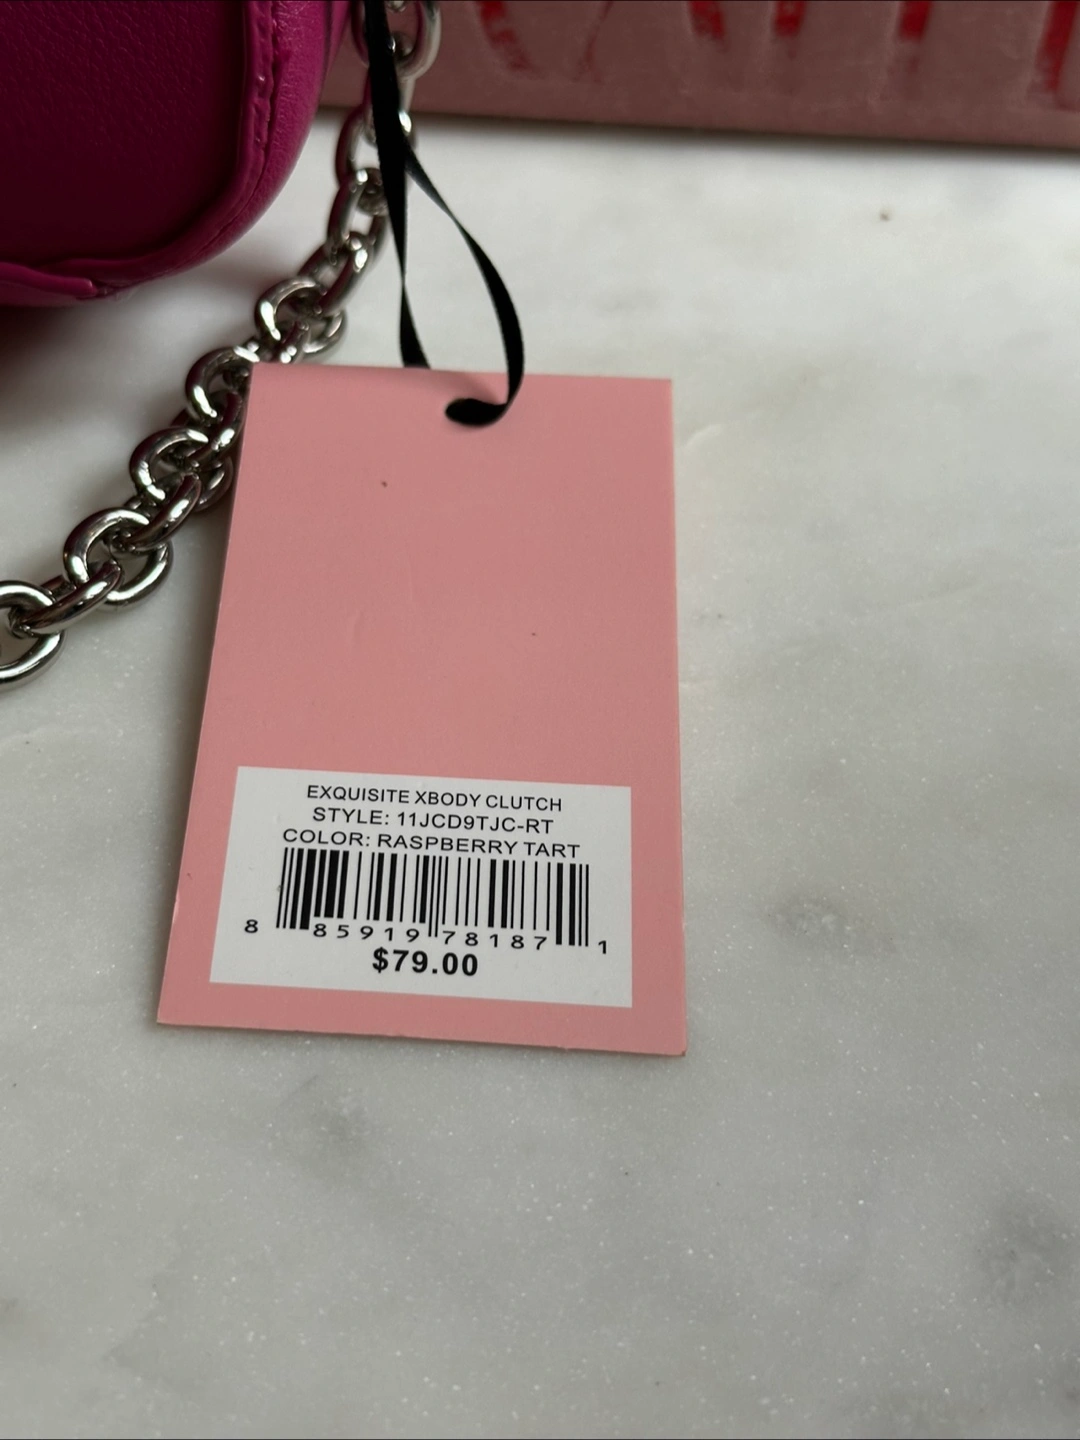 EXQUISITE XBODY CLUTCH
STYLE: 11JCD9TJC-RT
COLOR: RASPBERRY TART
8 85919 78187 1
$79.00